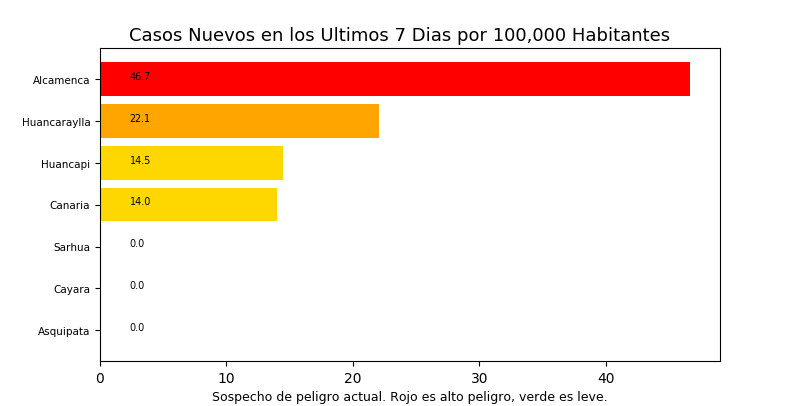 Casos Nuevos en los Ultimos 7 Dias por 100,000 Habitantes
Alcamenca 46.7
Huancaraylla 22.1
Huancapi 14.5
Canaria 14.0
Sarhua 0.0
Cayara 0.0
Asquipata 0.0
0 10 20 30 40
Sospecho de peligro actual. Rojo es alto peligro, verde es leve.